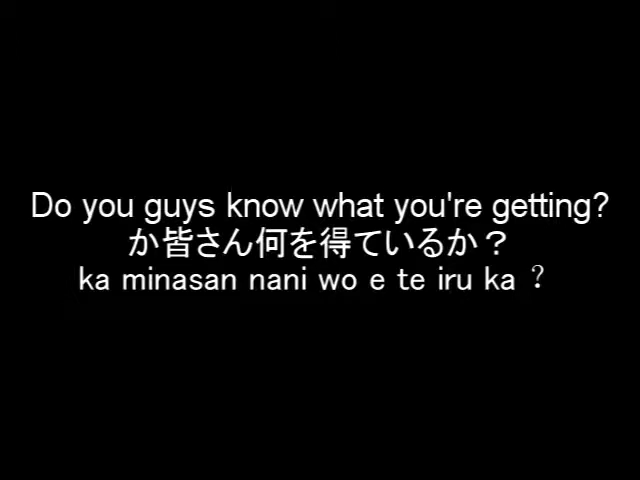 Do you guys know what you're getting?
か皆さん何を得ているか？
ka minasan nani wo e te iru ka ？